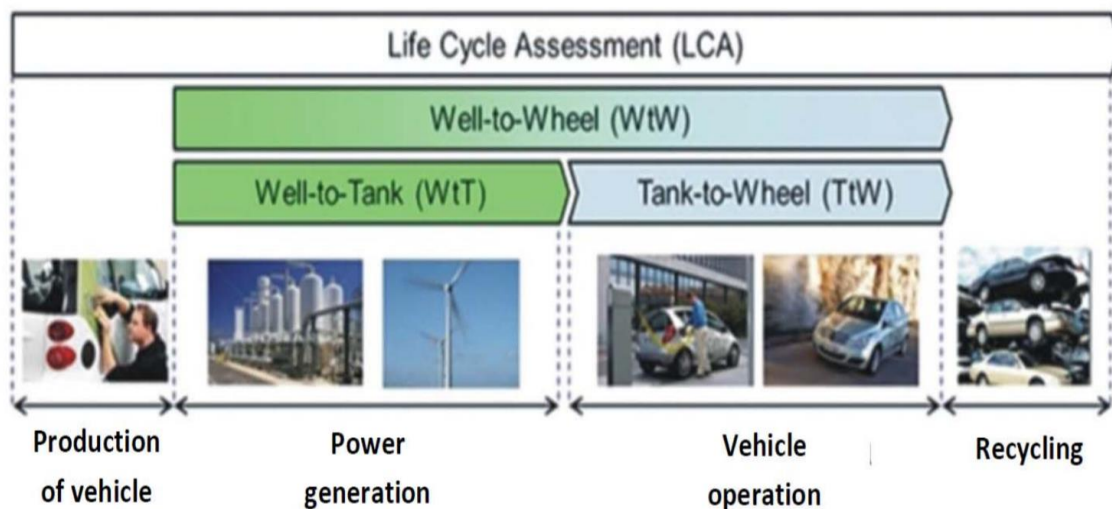 Life Cycle Assessment (LCA)
Well-to-Wheel (WtW)
Well-to-Tank (WtT)
Tank-to-Wheel (TtW)
Production
of vehicle
Power
generation
Vehicle
operation
Recycling